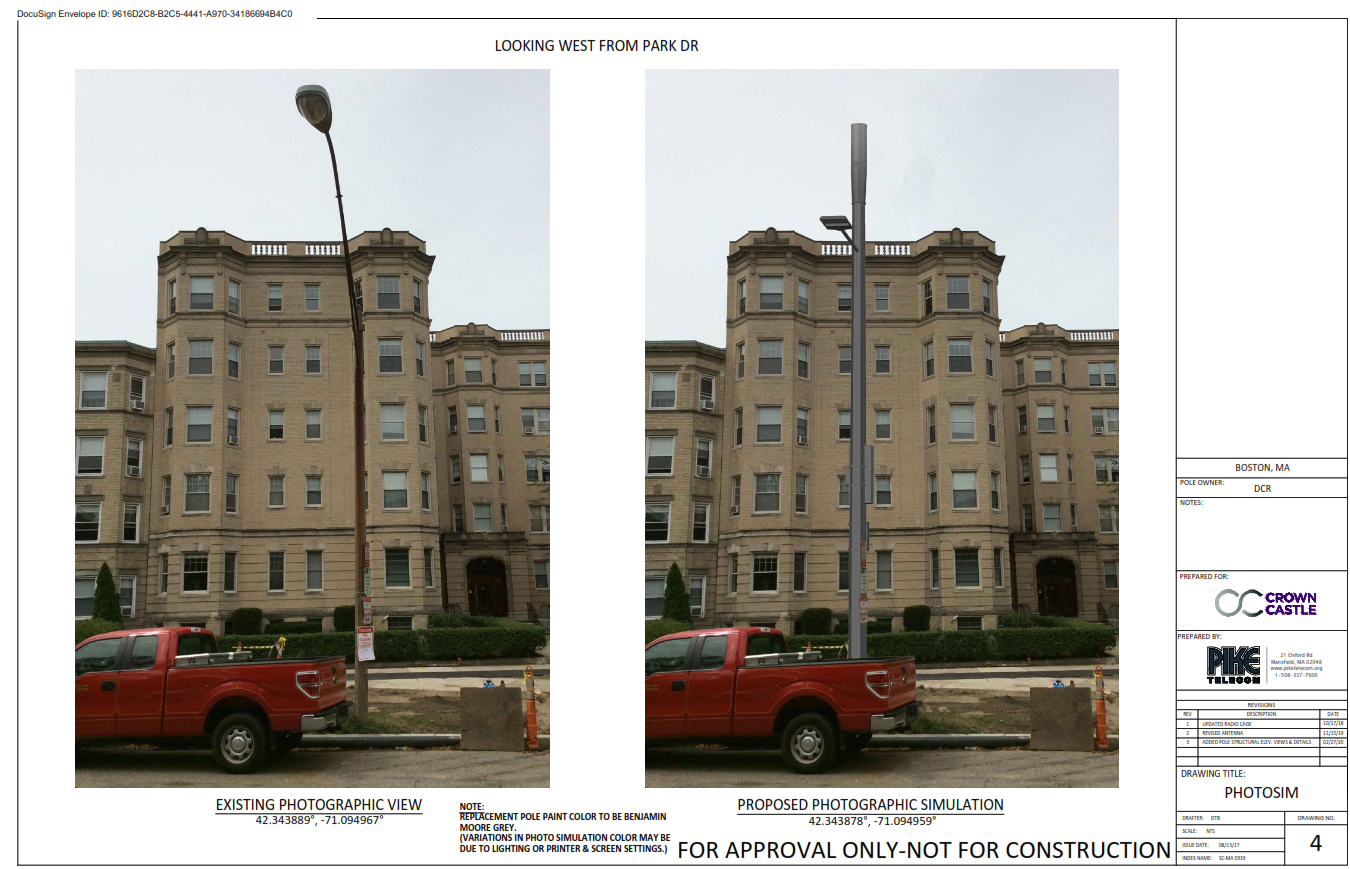 DocuSign Envelope ID: 9616D2C8-B2C5-4441-A970-34186694B4C0
LOOKING WEST FROM PARK DR
EXISTING PHOTOGRAPHIC VIEW
42.343889°, -71.094967°
NOTE:
REPLACEMENT POLE PAINT COLOR TO BE BENJAMIN
MOORE GREY.
(VARIATIONS IN PHOTO SIMULATION COLOR MAY BE
DUE TO LIGHTING OR PRINTER & SCREEN SETTINGS.)
PROPOSED PHOTOGRAPHIC SIMULATION
42.343878°, -71.094959°
FOR APPROVAL ONLY-NOT FOR CONSTRUCTION
BOSTON, MA
POLE OWNER:
DCR
NOTES:
PREPARED FOR:
CROWN
CASTLE
PREPARED BY:
PIKE
TELECOM
21 Oxford Rd
Mansfield, MA 02048
www.piketelecom.org
1-508-337-7600
REVISIONS
REV DESCRIPTION DATE
1 UPDATED RADIO CAGE 10/17/18
2 REVISED ANTENNA 11/15/19
3 ADDED POLE STRUCTURAL ELEV. VIEWS & DETAILS 02/27/20
DRAWING TITLE:
PHOTOSIM
DRAFTER: DTB
DRAWING NO.
SCALE: NTS
4
ISSUE DATE: 08/15/17
INDEX NAME: SC-MA 0333